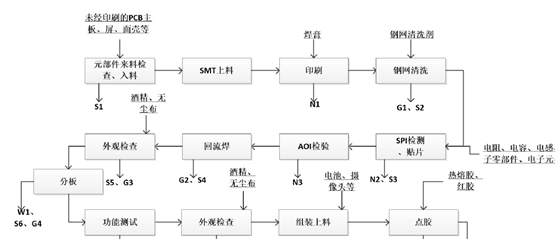 未经印刷的PCB主
板、屏、面壳等
焊膏
钢网清洗剂
元部件来料检
查、入料
SMT上料
印刷
钢网清洗
S1
N1
G1、S2
酒精、无
尘布
外观检查
回流焊
AOI检验
SPI检测
、贴片
电阻、电容、电感
子零部件、电子元
S5、G3
G2、S4
N3
N2、S3
分板
酒精、
无尘布
电池、摄
像头等
热熔胶、
红胶
W1、
S6、G4
功能测试
外观检查
组装上料
点胶